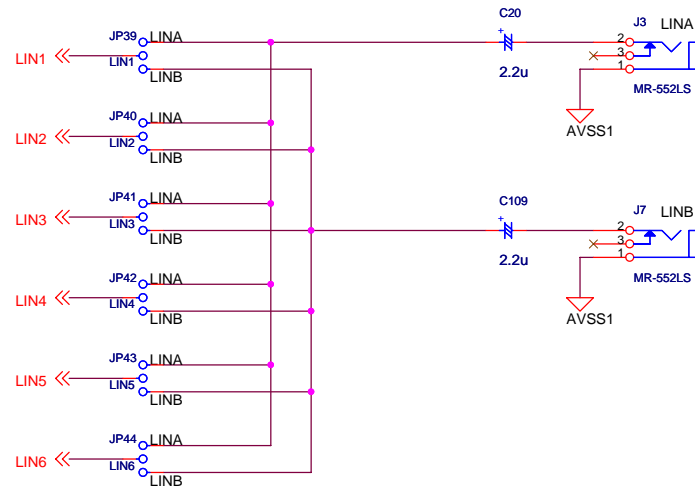 C20
J3
LINA
JP39
LINA
LIN1
LIN1
LINB
+
2.2u
2
3
1
MR-552LS
AVSS1
JP40
LINA
LIN2
LIN2
LINB
JP41
LINA
LIN3
LIN3
LINB
C109
J7
LINB
+
2.2u
2
3
1
MR-552LS
AVSS1
JP42
LINA
LIN4
LIN4
LINB
JP43
LINA
LIN5
LIN5
LINB
JP44
LINA
LIN6
LIN6
LINB